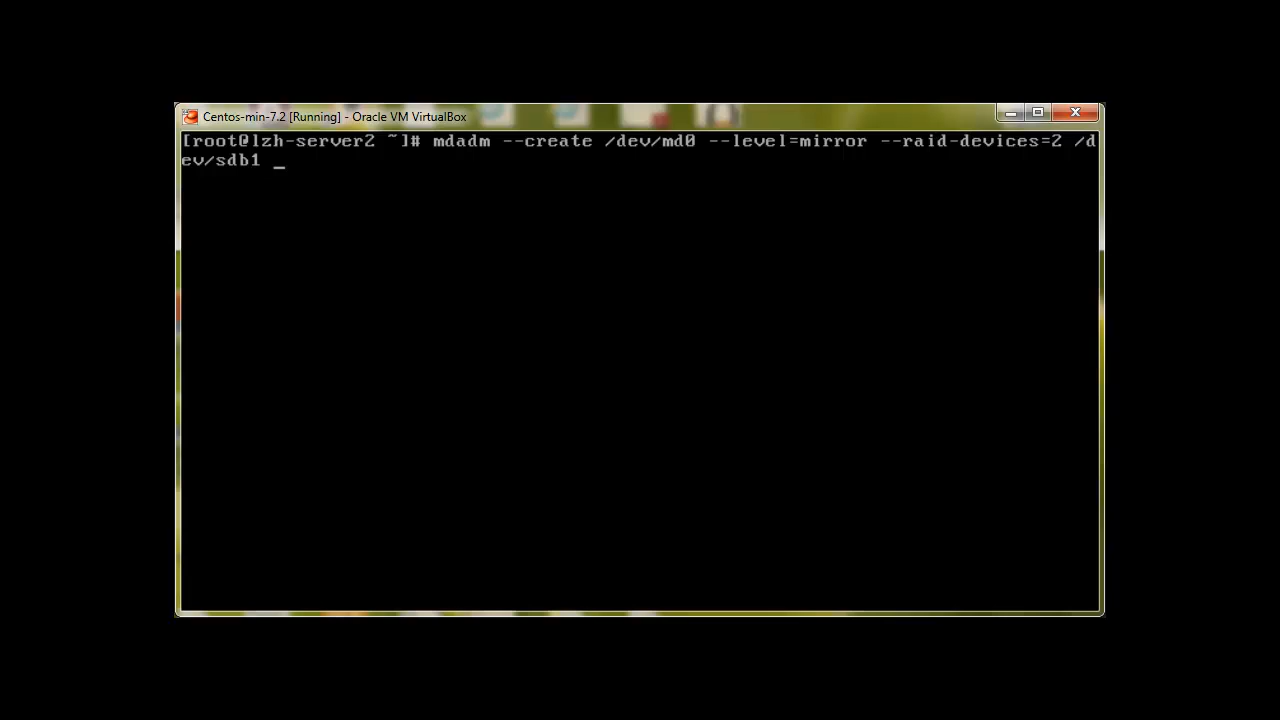 Centos-min-7.2 [Running] - Oracle VM VirtualBox
[root@lzh-server2 ~]# mdadm --create /dev/md0 --level=mirror --raid-devices=2 /d
ev/sdb1 _